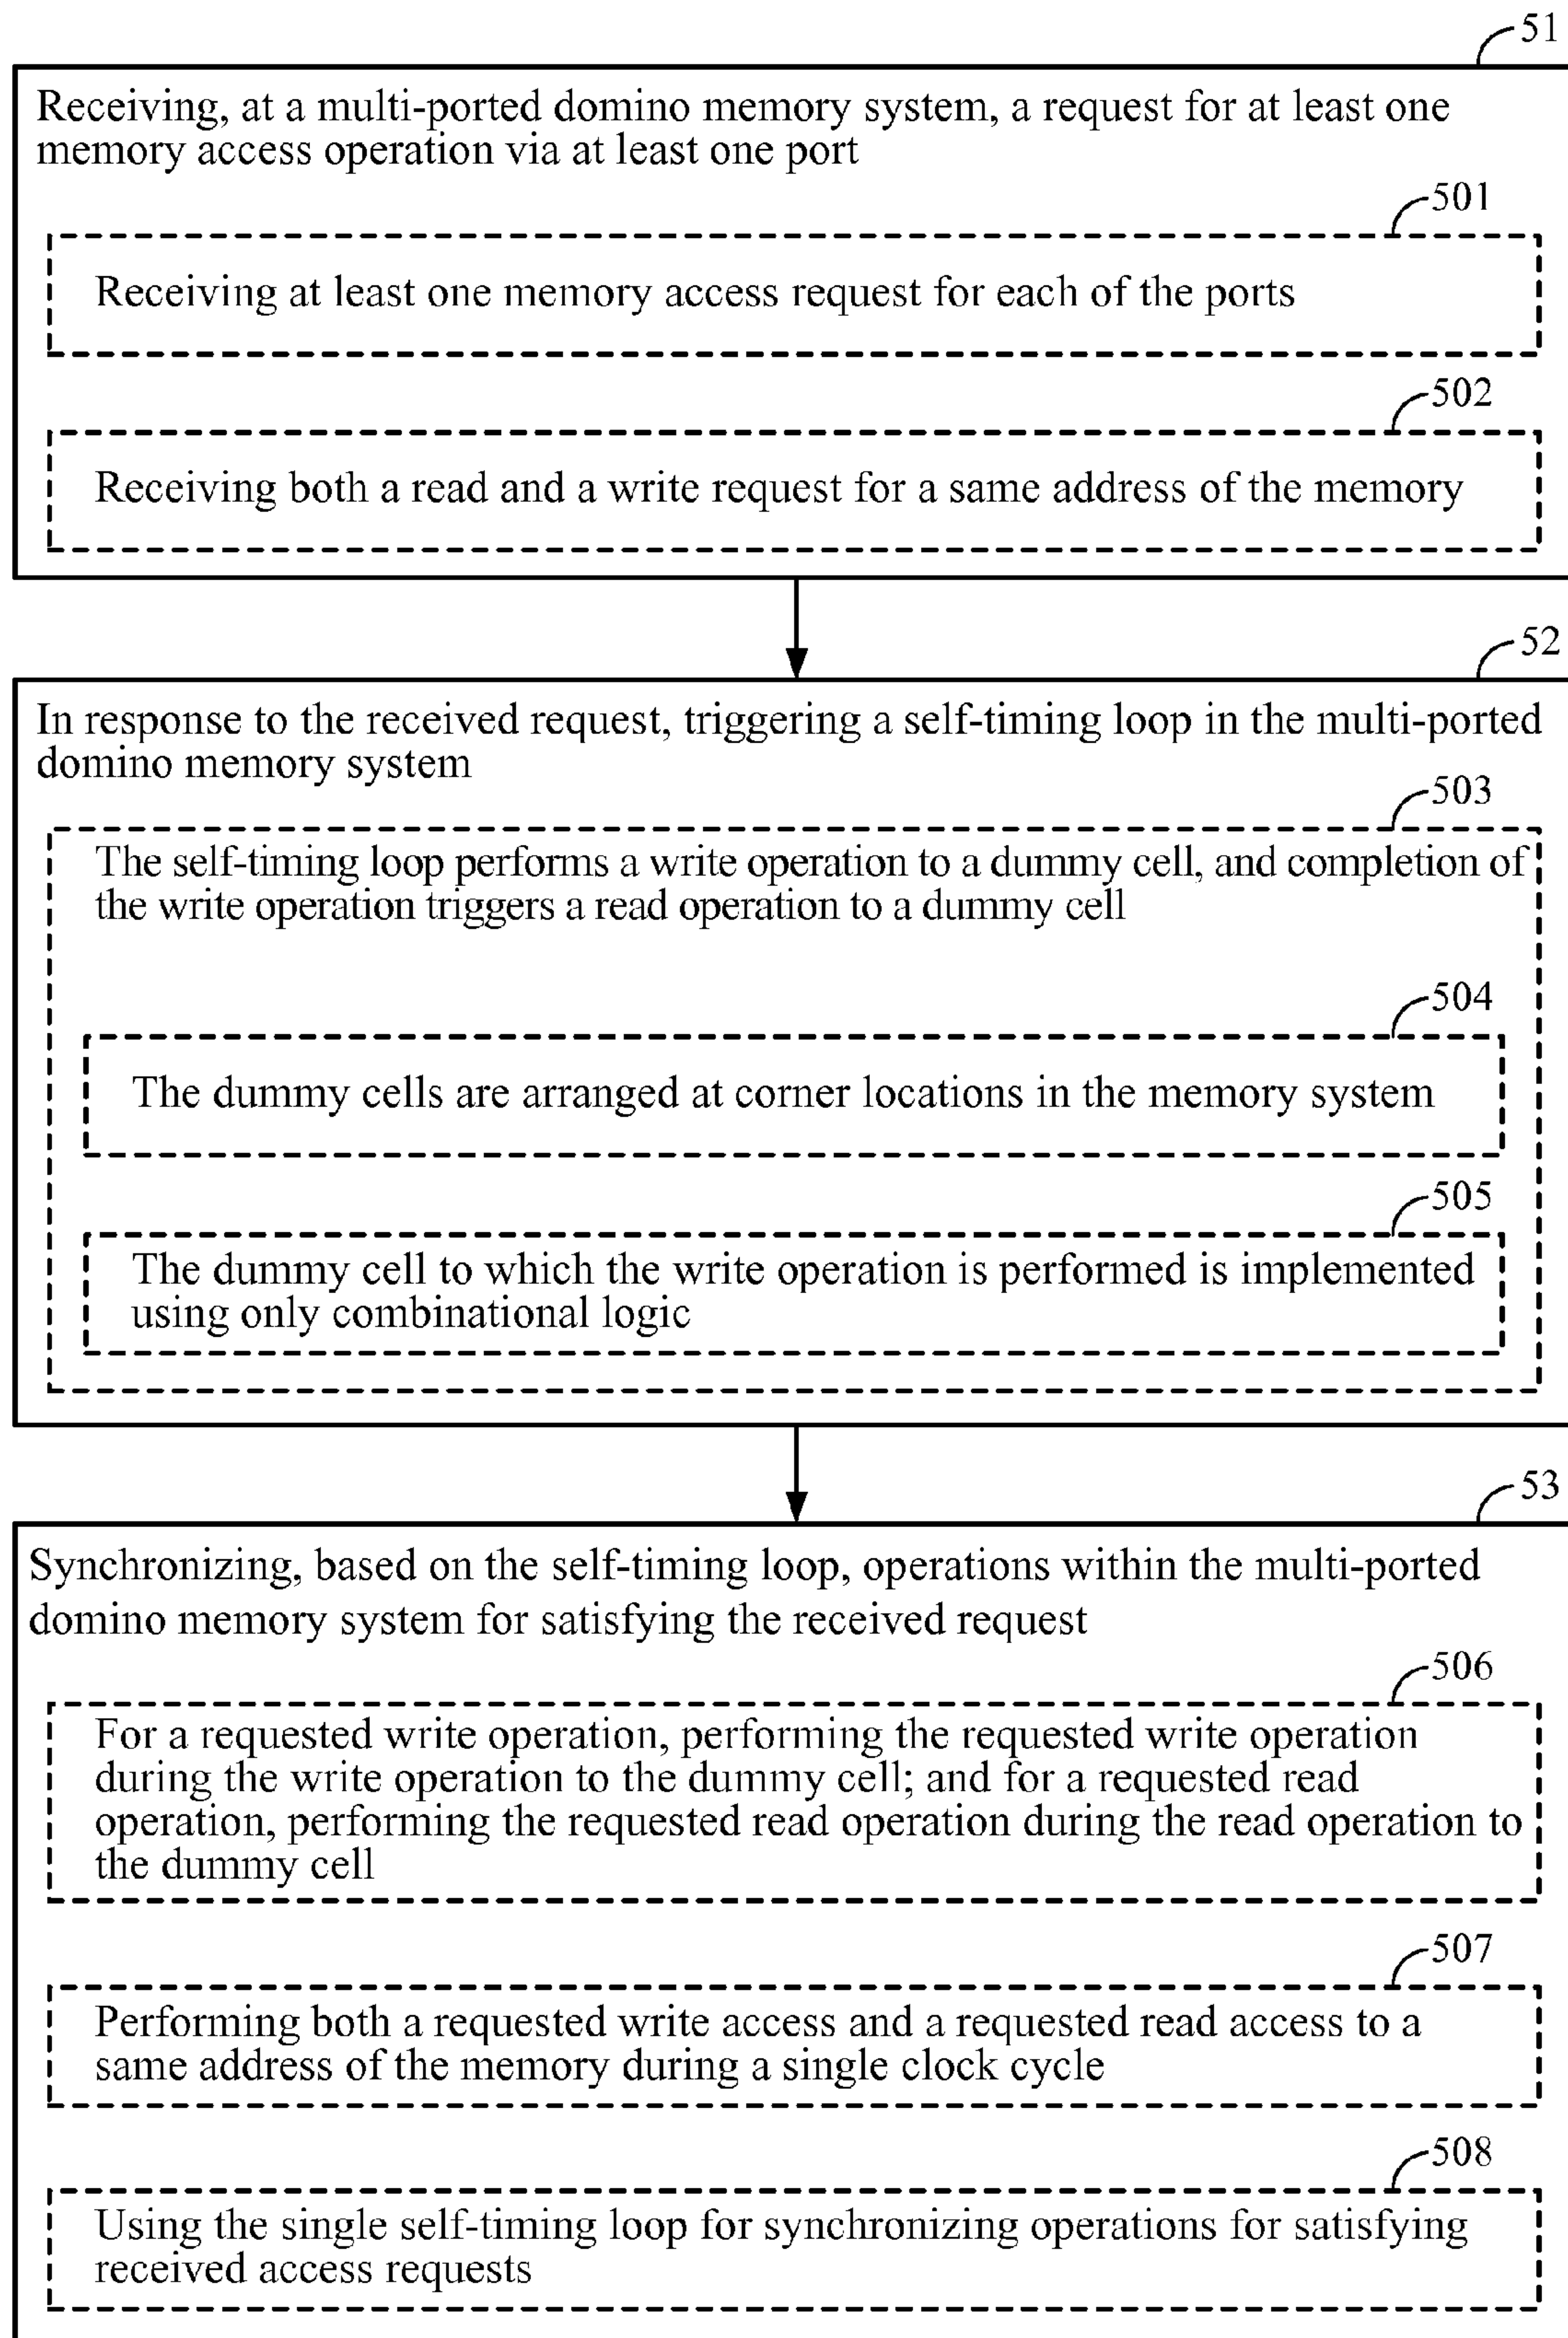 51
Receiving, at a multi-ported domino memory system, a request for at least one
memory access operation via at least one port
501
Receiving at least one memory access request for each of the ports
502
Receiving both a read and a write request for a same address of the memory
52
In response to the received request, triggering a self-timing loop in the multi-ported
domino memory system
503
The self-timing loop performs a write operation to a dummy cell, and completion of
the write operation triggers a read operation to a dummy cell
504
The dummy cells are arranged at corner locations in the memory system
505
The dummy cell to which the write operation is performed is implemented
using only combinational logic
53
Synchronizing, based on the self-timing loop, operations within the multi-ported
domino memory system for satisfying the received request
506
For a requested write operation, performing the requested write operation
during the write operation to the dummy cell; and for a requested read
operation, performing the requested read operation during the read operation to
the dummy cell
507
Performing both a requested write access and a requested read access to a
same address of the memory during a single clock cycle
508
Using the single self-timing loop for synchronizing operations for satisfying
received access requests